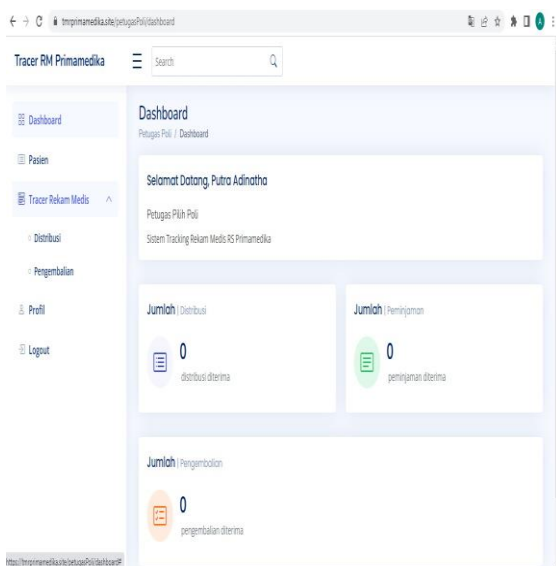 tmrprimamedika.site/petugasPoli/dashboard
Tracer RM Primamedika
Search
Dashboard
Dashboard
Petugas Poli / Dashboard
Pasien
Selamat Datang, Putra Adinatha
Tracer Rekam Medis
Petugas Pilih Poli
Distribusi
Sistem Tracking Rekam Medis RS Primamedika
Pengembalian
Profil
Jumlah | Distribusi
Jumlah | Peminjaman
Logout
0
distribusi diterima
0
peminjaman diterima
Jumlah | Pengembalian
0
pengembalian diterima
https://tmrprimamedika.site/petugasPoli/dashboard#